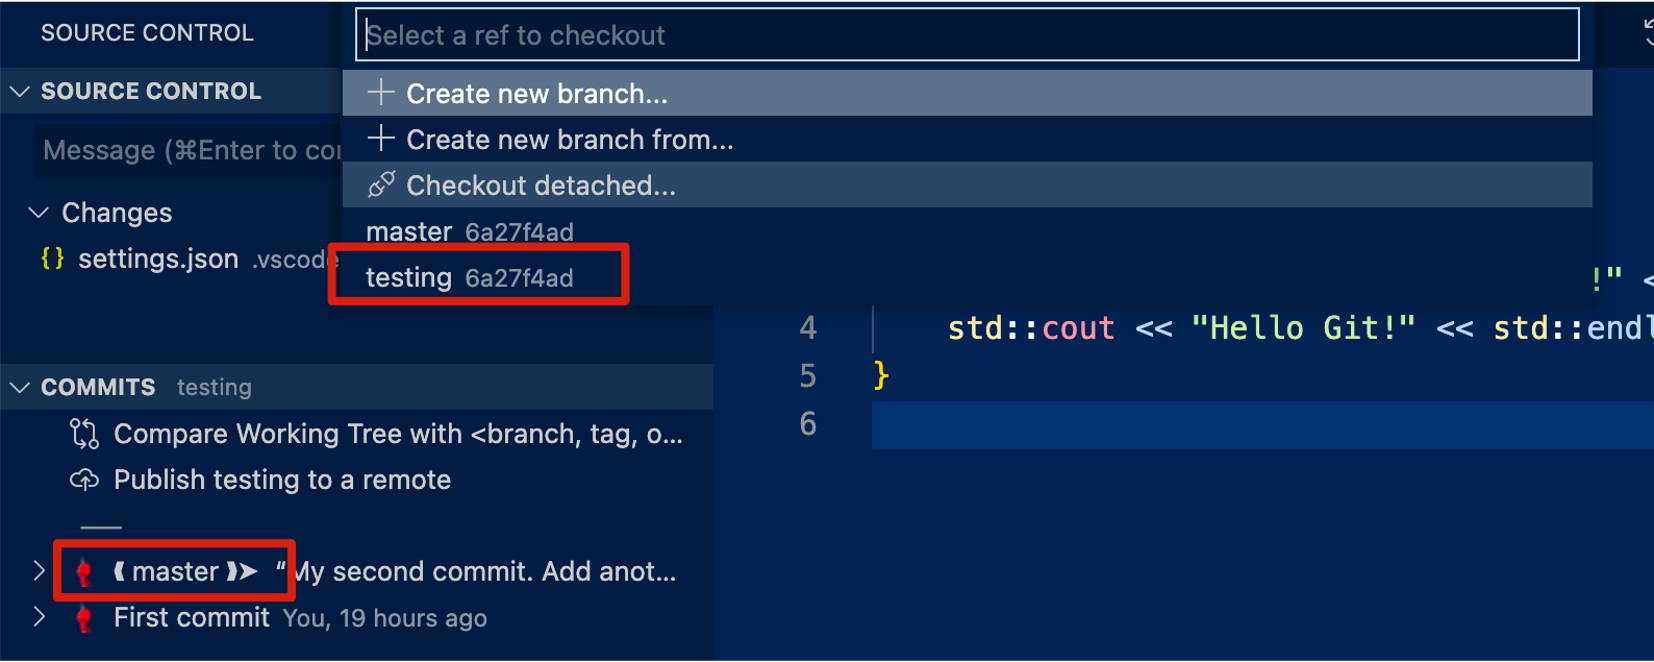 SOURCE CONTROL
Select a ref to checkout
SOURCE CONTROL
Create new branch...
Message (⌘Enter to
Create new branch from...
Checkout detached...
Changes
master 6a27f4ad
{} settings.json .vscode
testing 6a27f4ad
!" <
4 std::cout << "Hello Git!" << std::endl
COMMITS testing
5 }
6
Compare Working Tree with <branch, tag, o...
Publish testing to a remote
⦗ master ⦘➤ “My second commit. Add anot...
First commit You, 19 hours ago